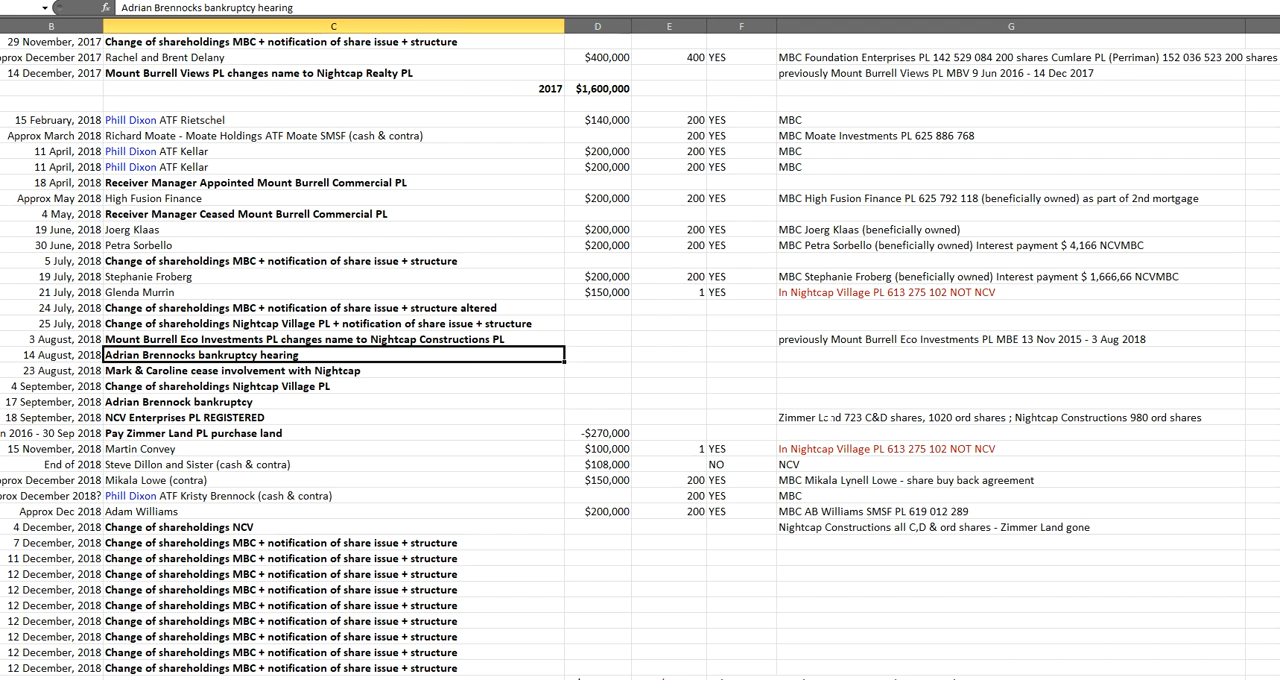 fx Adrian Brennocks bankruptcy hearing
B C D E F G
29 November, 2017 Change of shareholdings MBC + notification of share issue + structure
prox December 2017 Rachel and Brent Delany $400,000 400 YES MBC Foundation Enterprises PL 142 529 084 200 shares Cumlare PL (Perriman) 152 036 523 200 shares
14 December, 2017 Mount Burrell Views PL changes name to Nightcap Realty PL previously Mount Burrell Views PL MBV 9 Jun 2016 - 14 Dec 2017
2017 $1,600,000
15 February, 2018 Phill Dixon ATF Rietschel $140,000 200 YES MBC
Approx March 2018 Richard Moate - Moate Holdings ATF Moate SMSF (cash & contra) 200 YES MBC Moate Investments PL 625 886 768
11 April, 2018 Phill Dixon ATF Kellar $200,000 200 YES MBC
11 April, 2018 Phill Dixon ATF Kellar $200,000 200 YES MBC
18 April, 2018 Receiver Manager Appointed Mount Burrell Commercial PL
Approx May 2018 High Fusion Finance $200,000 200 YES MBC High Fusion Finance PL 625 792 118 (beneficially owned) as part of 2nd mortgage
4 May, 2018 Receiver Manager Ceased Mount Burrell Commercial PL
19 June, 2018 Joerg Klaas $200,000 200 YES MBC Joerg Klaas (beneficially owned)
30 June, 2018 Petra Sorbello $200,000 200 YES MBC Petra Sorbello (beneficially owned) Interest payment $ 4,166 NCVMBC
5 July, 2018 Change of shareholdings MBC + notification of share issue + structure
19 July, 2018 Stephanie Froberg $200,000 200 YES MBC Stephanie Froberg (beneficially owned) Interest payment $ 1,666,66 NCVMBC
21 July, 2018 Glenda Murrin $150,000 1 YES In Nightcap Village PL 613 275 102 NOT NCV
24 July, 2018 Change of shareholdings MBC + notification of share issue + structure altered
25 July, 2018 Change of shareholdings Nightcap Village PL + notification of share issue + structure
3 August, 2018 Mount Burrell Eco Investments PL changes name to Nightcap Constructions PL previously Mount Burrell Eco Investments PL MBE 13 Nov 2015 - 3 Aug 2018
14 August, 2018 Adrian Brennocks bankruptcy hearing
23 August, 2018 Mark & Caroline cease involvement with Nightcap
4 September, 2018 Change of shareholdings Nightcap Village PL
17 September, 2018 Adrian Brennock bankruptcy
18 September, 2018 NCV Enterprises PL REGISTERED Zimmer Land 723 C&D shares, 1020 ord shares ; Nightcap Constructions 980 ord shares
n 2016 - 30 Sep 2018 Pay Zimmer Land PL purchase land -$270,000
15 November, 2018 Martin Convey $100,000 1 YES In Nightcap Village PL 613 275 102 NOT NCV
End of 2018 Steve Dillon and Sister (cash & contra) $108,000 NO NCV
pprox December 2018 Mikala Lowe (contra) $150,000 200 YES MBC Mikala Lynell Lowe - share buy back agreement
prox December 2018? Phill Dixon ATF Kristy Brennock (cash & contra) 200 YES MBC
Approx Dec 2018 Adam Williams $200,000 200 YES MBC AB Williams SMSF PL 619 012 289
4 December, 2018 Change of shareholdings NCV Nightcap Constructions all C,D & ord shares - Zimmer Land gone
7 December, 2018 Change of shareholdings MBC + notification of share issue + structure
11 December, 2018 Change of shareholdings MBC + notification of share issue + structure
12 December, 2018 Change of shareholdings MBC + notification of share issue + structure
12 December, 2018 Change of shareholdings MBC + notification of share issue + structure
12 December, 2018 Change of shareholdings MBC + notification of share issue + structure
12 December, 2018 Change of shareholdings MBC + notification of share issue + structure
12 December, 2018 Change of shareholdings MBC + notification of share issue + structure
12 December, 2018 Change of shareholdings MBC + notification of share issue + structure
12 December, 2018 Change of shareholdings MBC + notification of share issue + structure